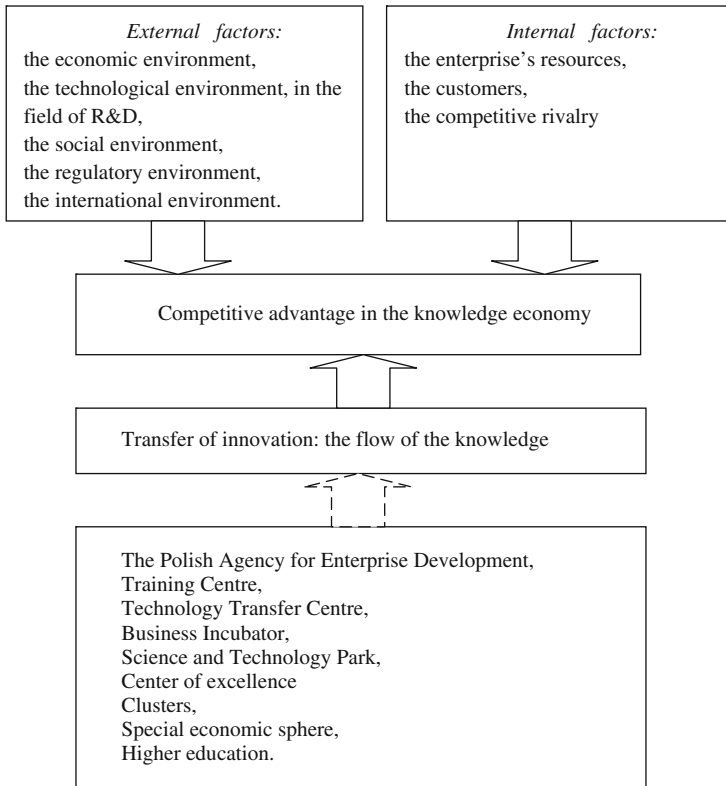 External factors:
the economic environment,
the technological environment, in the
field of R&D,
the social environment,
the regulatory environment,
the international environment.
Internal factors:
the enterprise's resources,
the customers,
the competitive rivalry
Competitive advantage in the knowledge economy
Transfer of innovation: the flow of the knowledge
The Polish Agency for Enterprise Development,
Training Centre,
Technology Transfer Centre,
Business Incubator,
Science and Technology Park,
Center of excellence
Clusters,
Special economic sphere,
Higher education.